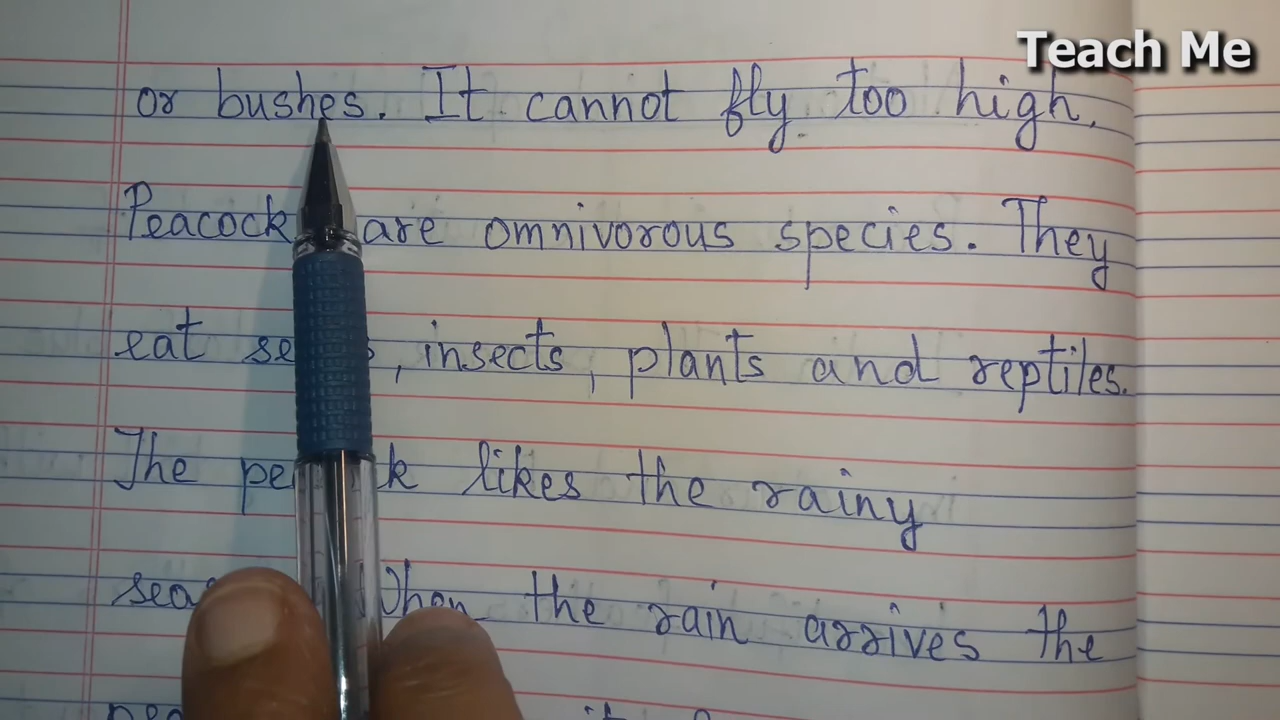 Teach Me
or bushes. It cannot fly too high.
Peacock are omnivorous species. They
eat , insects, plants and reptiles.
The likes the rainy
When the rain arrives the